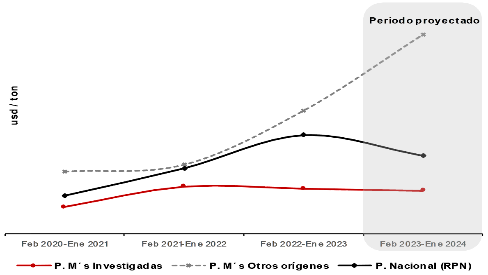 Periodo proyectado
usd / ton
Feb 2020-Ene 2021 Feb 2021-Ene 2022 Feb 2022-Ene 2023 Feb 2023-Ene 2024
P. M´s Investigadas P. M´s Otros orígenes P. Nacional (RPN)